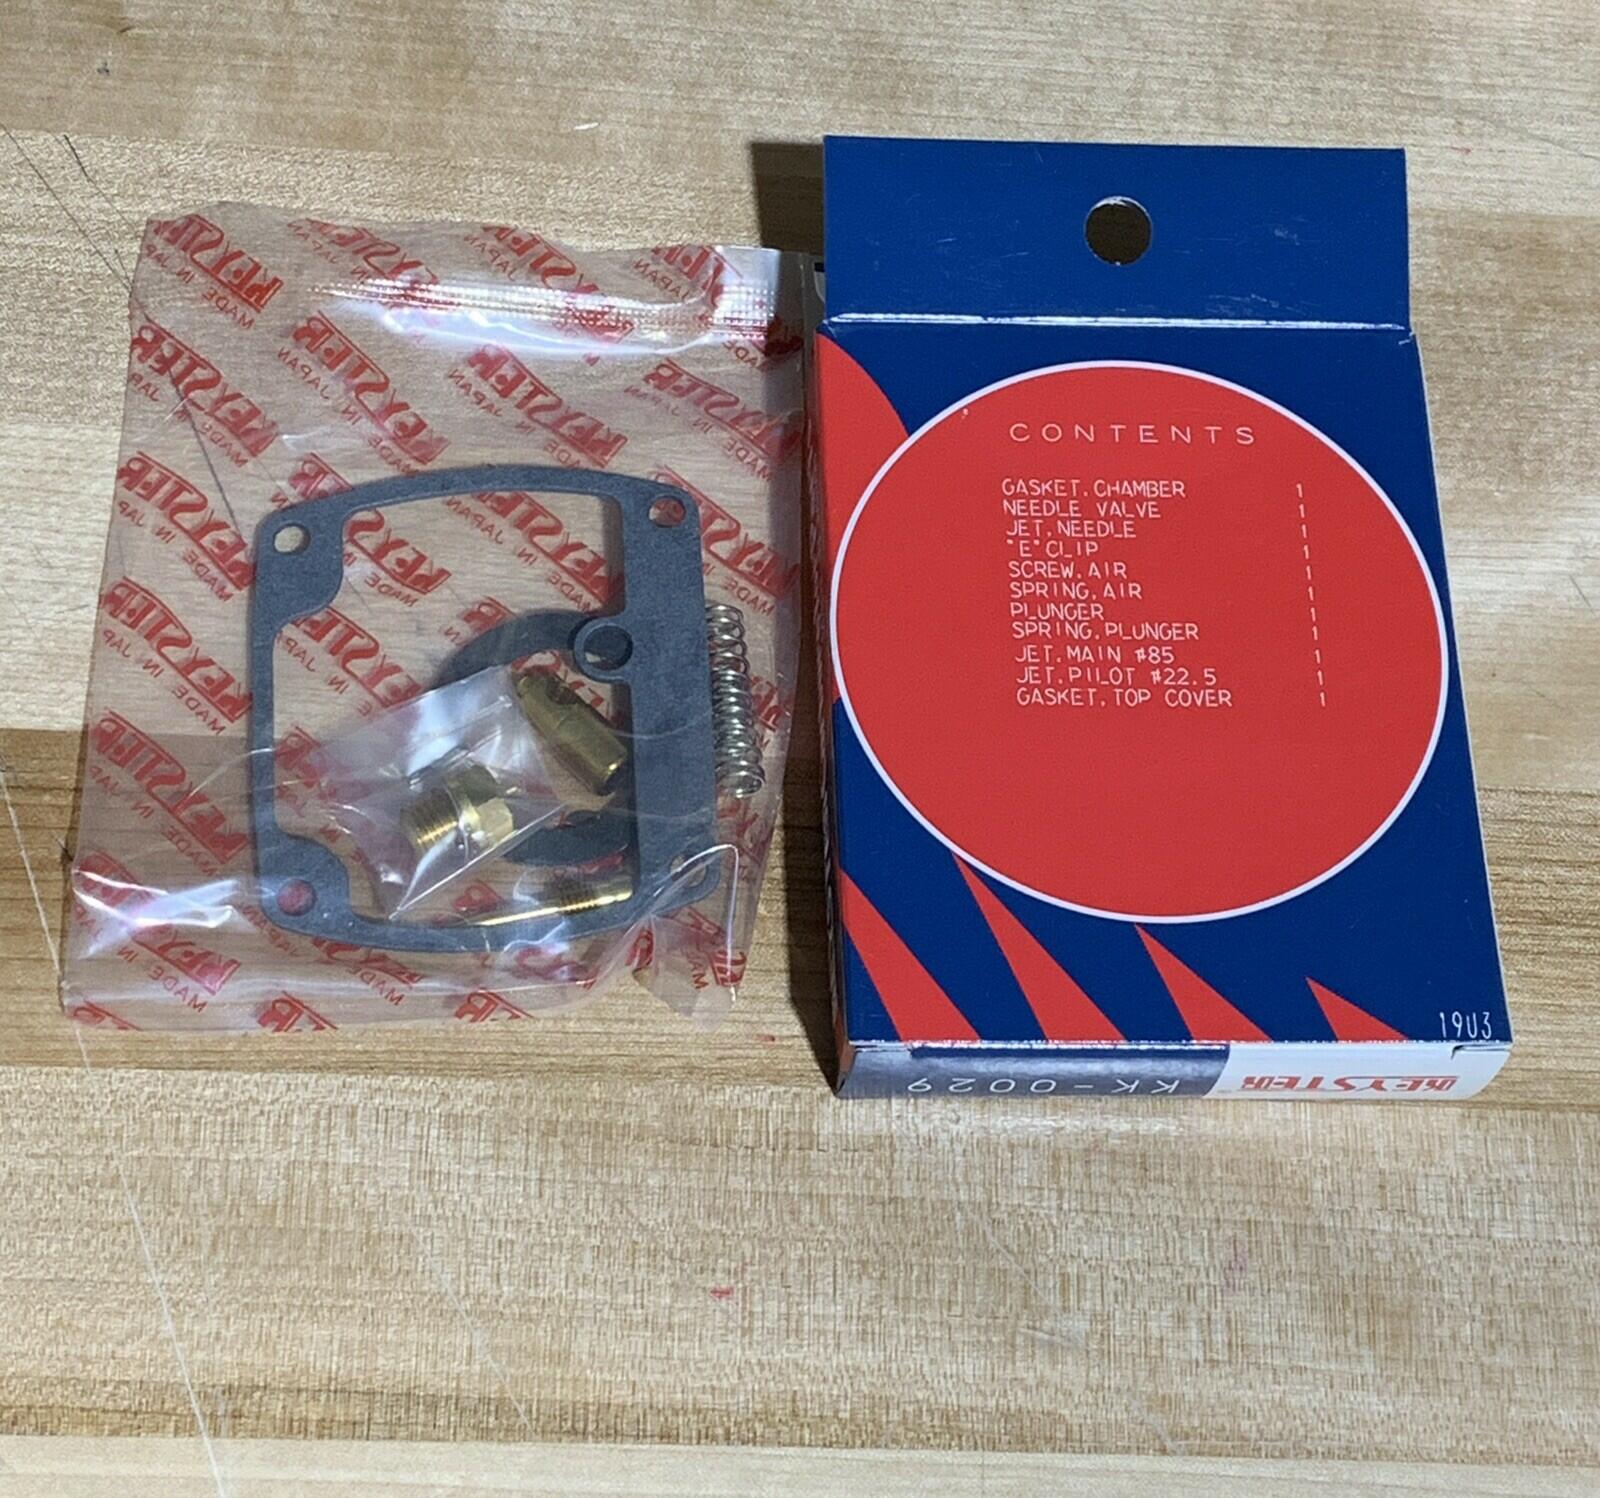 KEYSTER
MADE IN JAPAN
CONTENTS
GASKET.CHAMBER 1
NEEDLE VALVE 1
JET.NEEDLE 1
"E"CLIP 1
SCREW.AIR 1
SPRING.AIR 1
PLUNGER 1
SPRING.PLUNGER 1
JET.MAIN #85 1
JET.PILOT #22.5 1
GASKET.TOP COVER 1
19U3
KEYSTER®
KK-0029